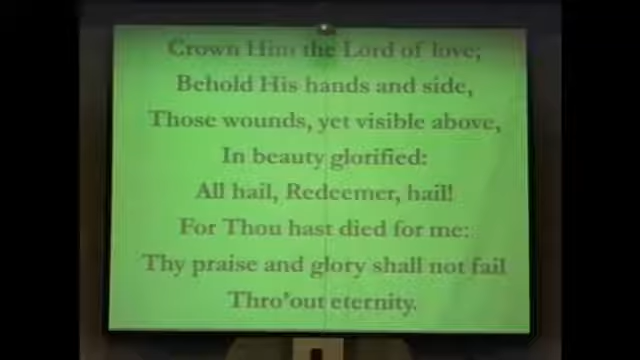 Crown Him the Lord of love;
Behold His hands and side,
Those wounds, yet visible above,
In beauty glorified:
All hail, Redeemer, hail!
For Thou hast died for me:
Thy praise and glory shall not fail
Thro'out eternity.